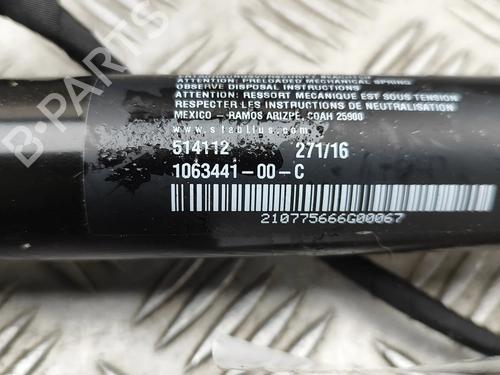 ATTENTION: PRELOADED MECHANICAL SPRING
OBSERVE DISPOSAL INSTRUCTIONS
ATTENTION: RESSORT MECANIQUE EST SOUS TENSION
RESPECTER LES INSTRUCTIONS DE NEUTRALISATION
MEXICO - RAMOS ARIZPE, COAH 25900
www.stabilus.com
514112 271/16
1063441-00-C
210775666G00067
B-PARTS